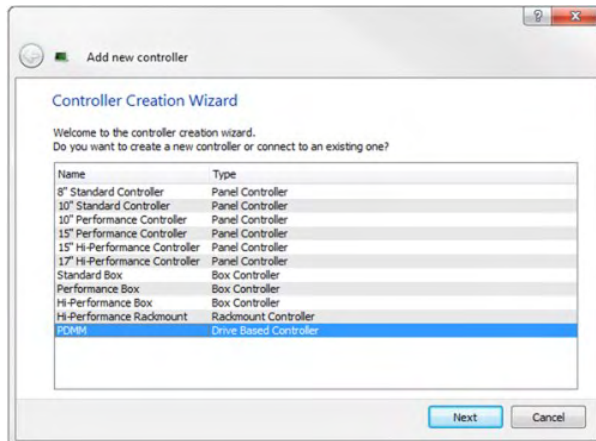 Add new controller
Controller Creation Wizard
Welcome to the controller creation wizard.
Do you want to create a new controller or connect to an existing one?
Name Type
8" Standard Controller Panel Controller
10" Standard Controller Panel Controller
10" Performance Controller Panel Controller
15" Performance Controller Panel Controller
15" Hi-Performance Controller Panel Controller
17" Hi-Performance Controller Panel Controller
Standard Box Box Controller
Performance Box Box Controller
Hi-Performance Box Box Controller
Hi-Performance Rackmount Rackmount Controller
PDMM Drive Based Controller
Next Cancel